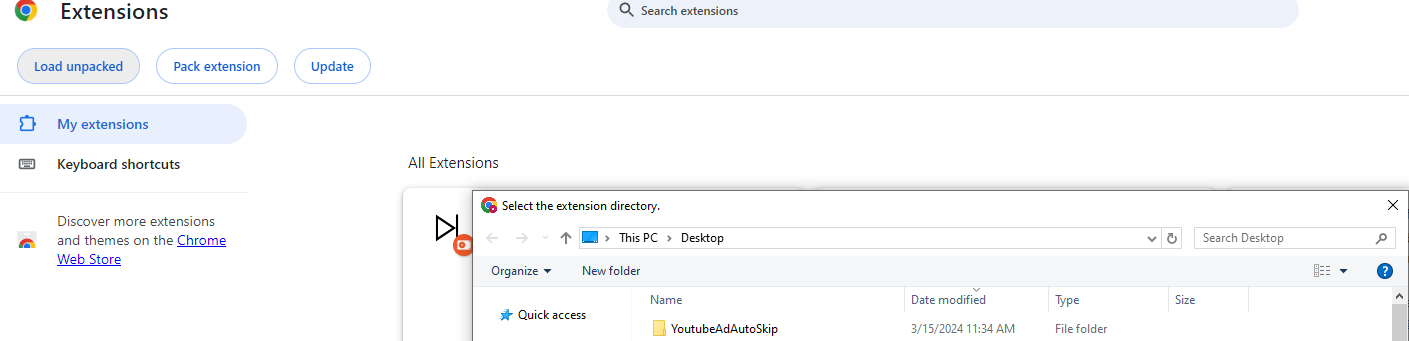 Extensions
Search extensions
Load unpacked
Pack extension
Update
My extensions
Keyboard shortcuts
Discover more extensions
and themes on the Chrome
Web Store
All Extensions
Select the extension directory.
This PC > Desktop
Search Desktop
Organize
New folder
Name Date modified Type Size
Quick access
YoutubeAdAutoSkip 3/15/2024 11:34 AM File folder